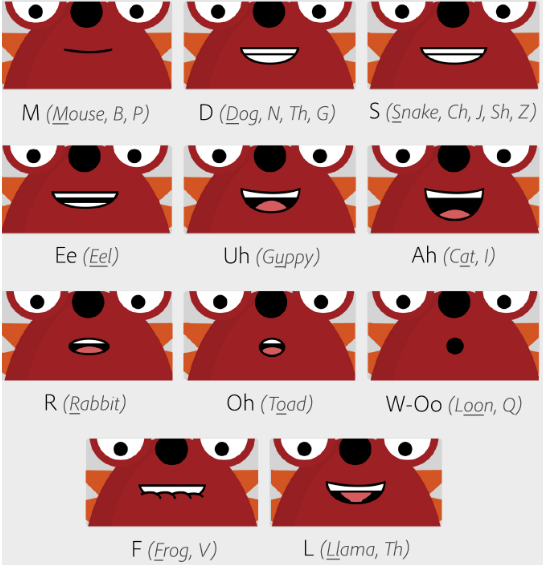 M (Mouse, B, P) D (Dog, N, Th, G) S (Snake, Ch, J, Sh, Z)
Ee (Eel) Uh (Guppy) Ah (Cat, I)
R (Rabbit) Oh (Toad) W-Oo (Loon, Q)
F (Frog, V) L (Llama, Th)